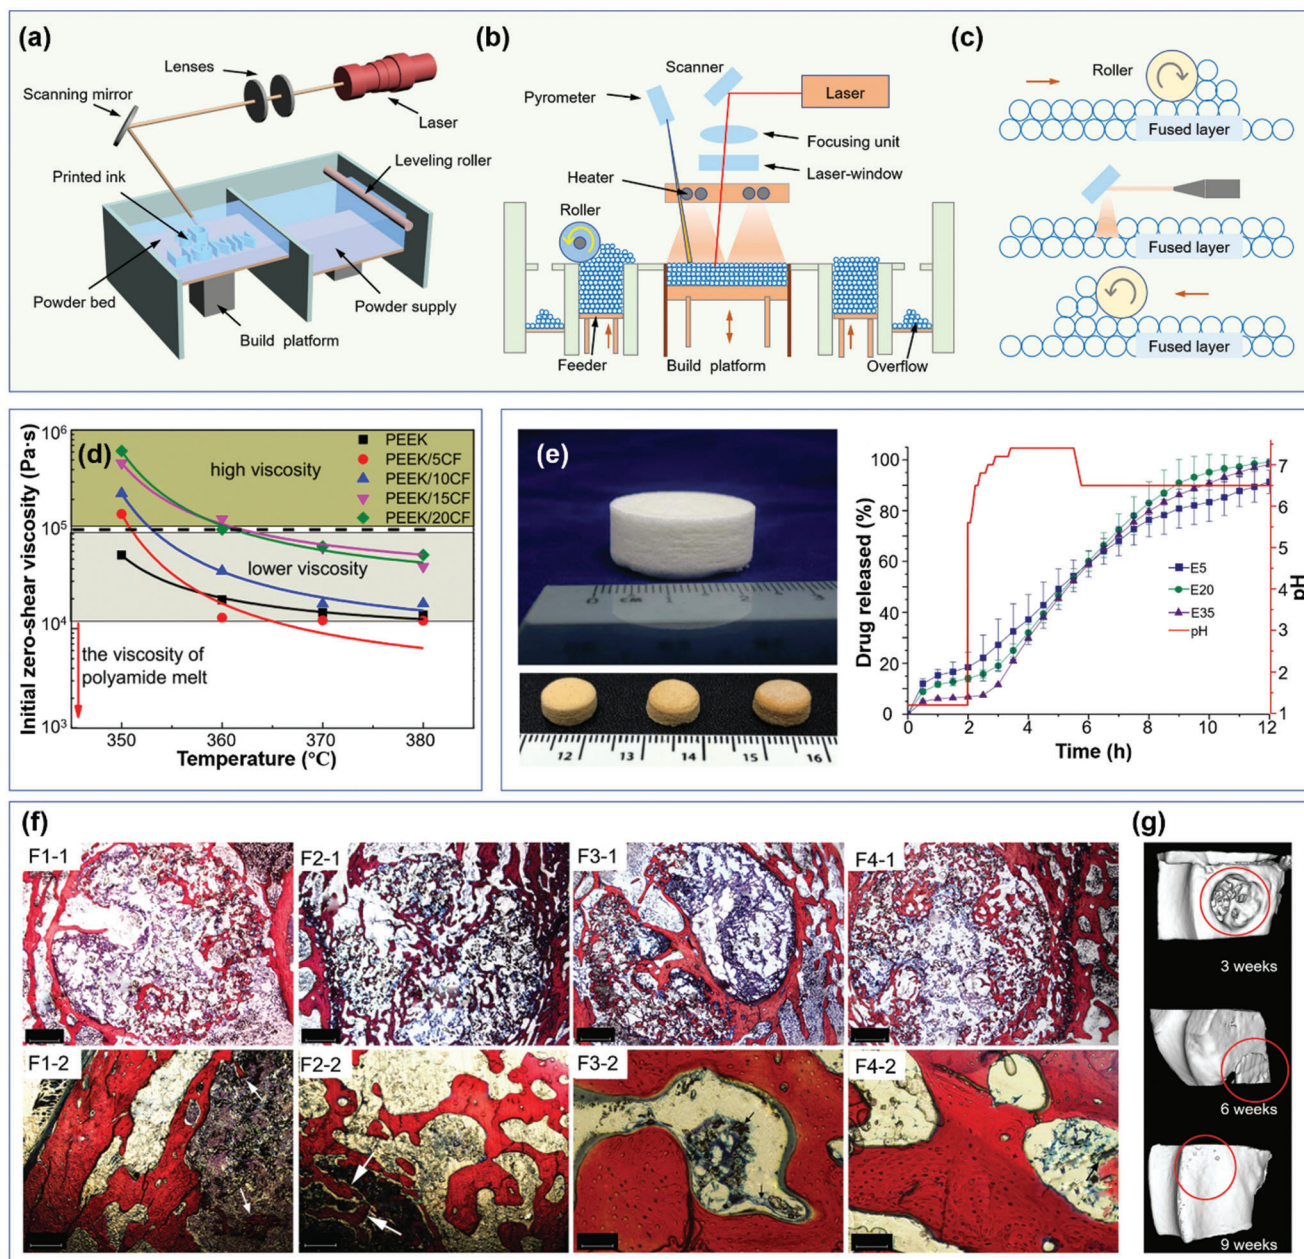 (a)
Lenses
Scanning mirror
Laser
Leveling roller
Printed ink
Powder bed
Powder supply
Build platform
(b)
Scanner
Pyrometer
Laser
Focusing unit
Laser-window
Heater
Roller
Feeder
Build platform
Overflow
(c)
Roller
Fused layer
Fused layer
Fused layer
(d)
Initial zero-shear viscosity (Pa·s)
10⁶
10⁵
10⁴
10³
high viscosity
PEEK
PEEK/5CF
PEEK/10CF
PEEK/15CF
PEEK/20CF
lower viscosity
the viscosity of
polyamide melt
350 360 370 380
Temperature (°C)
(e)
0 cm 1 2 3
12 13 14 15 16
Drug released (%)
100
80
60
40
20
0
E5
E20
E35
pH
7
6
5
4
3
2
1
pH
0 2 4 6 8 10 12
Time (h)
(f)
F1-1
F2-1
F3-1
F4-1
F1-2
F2-2
F3-2
F4-2
(g)
3 weeks
6 weeks
9 weeks